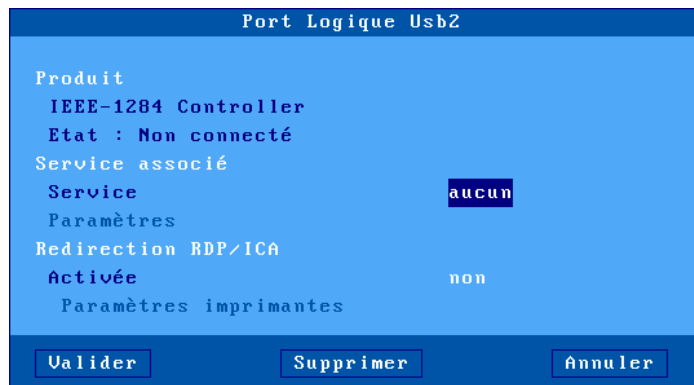 Port Logique Usb2
Produit
IEEE-1284 Controller
Etat : Non connecté
Service associé
Service aucun
Paramètres
Redirection RDP/ICA
Activée non
Paramètres imprimantes
Valider Supprimer Annuler